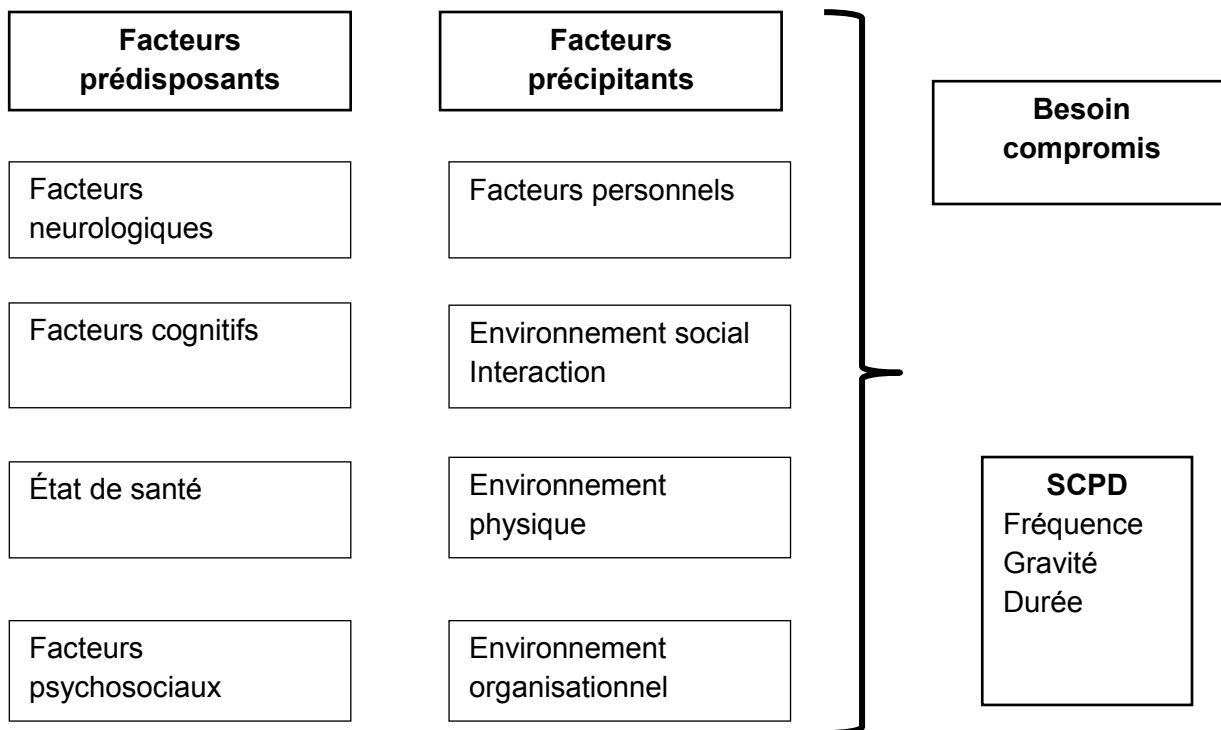 Facteurs
prédisposants
Facteurs
neurologiques
Facteurs cognitifs
État de santé
Facteurs
psychosociaux
Facteurs
précipitants
Facteurs personnels
Environnement social
Interaction
Environnement
physique
Environnement
organisationnel
Besoin
compromis
SCPD
Fréquence
Gravité
Durée